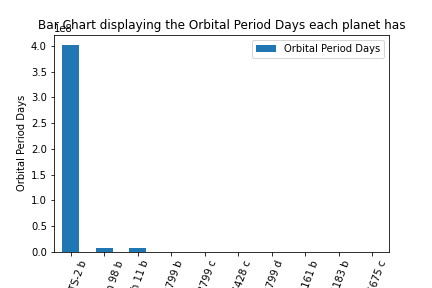 Bar Chart displaying the Orbital Period Days each planet has
1e8
Orbital Period Days
4.0
3.5
3.0
2.5
2.0
1.5
1.0
0.5
0.0
Orbital Period Days
TS-2 b
98 b
11 b
799 b
799 c
428 c
799 d
161 b
183 b
675 c